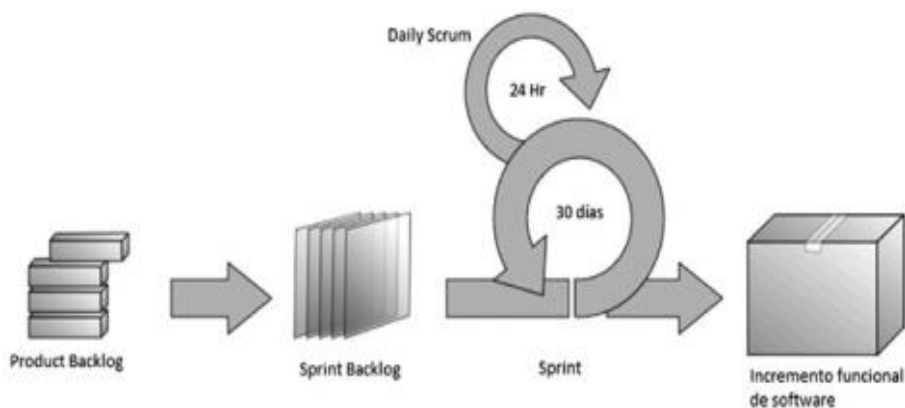 Daily Scrum
24 Hr
30 días
Product Backlog
Sprint Backlog
Sprint
Incremento funcional
de software